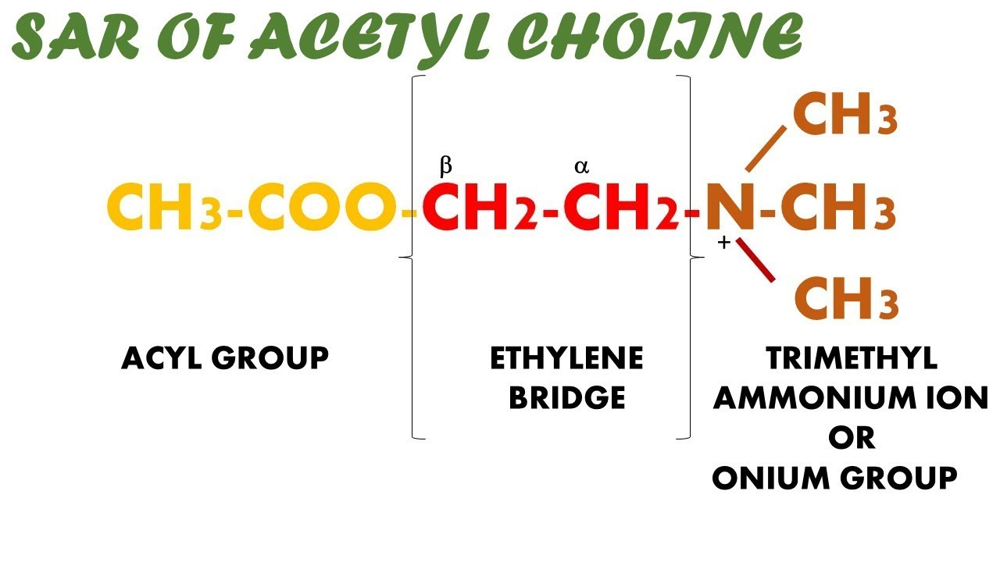 SAR OF ACETYL CHOLINE
CH3
β α
CH3-COO-CH2-CH2-N-CH3
+
CH3
ACYL GROUP
ETHYLENE
BRIDGE
TRIMETHYL
AMMONIUM ION
OR
ONIUM GROUP